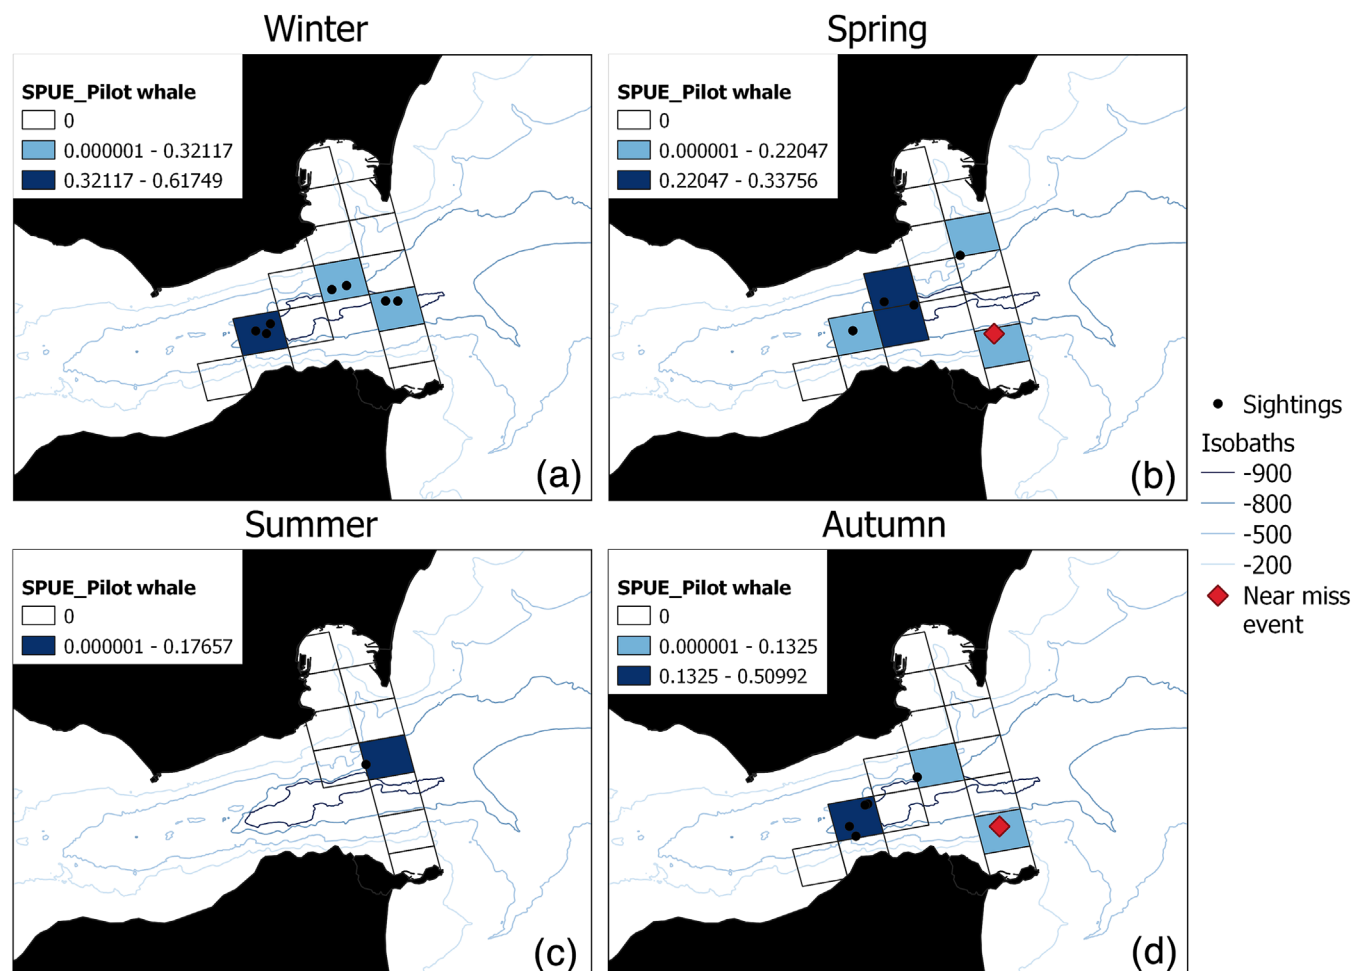 Winter
SPUE_Pilot whale
0
0.000001 - 0.32117
0.32117 - 0.61749
(a)
Spring
SPUE_Pilot whale
0
0.000001 - 0.22047
0.22047 - 0.33756
(b)
Summer
SPUE_Pilot whale
0
0.000001 - 0.17657
(c)
Autumn
SPUE_Pilot whale
0
0.000001 - 0.1325
0.1325 - 0.50992
(d)
Sightings
Isobaths
-900
-800
-500
-200
Near miss
event